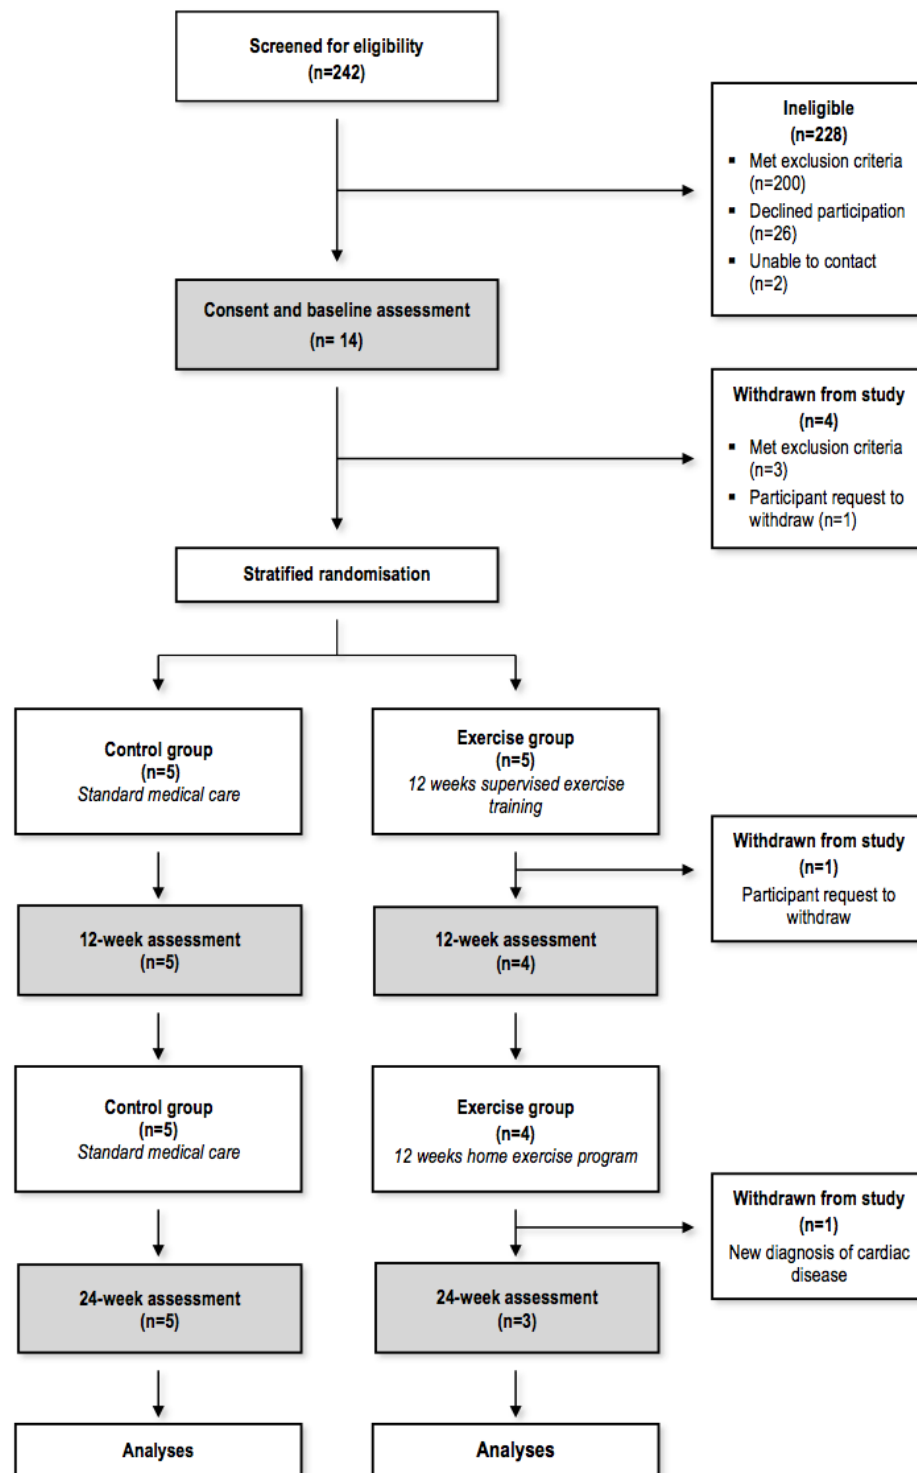 Screened for eligibility
(n=242)
Ineligible
(n=228)
▪ Met exclusion criteria
(n=200)
▪ Declined participation
(n=26)
▪ Unable to contact
(n=2)
Consent and baseline assessment
(n= 14)
Withdrawn from study
(n=4)
▪ Met exclusion criteria
(n=3)
▪ Participant request to
withdraw (n=1)
Stratified randomisation
Control group
(n=5)
Standard medical care
Exercise group
(n=5)
12 weeks supervised exercise
training
Withdrawn from study
(n=1)
Participant request to
withdraw
12-week assessment
(n=5)
12-week assessment
(n=4)
Control group
(n=5)
Standard medical care
Exercise group
(n=4)
12 weeks home exercise program
Withdrawn from study
(n=1)
New diagnosis of cardiac
disease
24-week assessment
(n=5)
24-week assessment
(n=3)
Analyses
Analyses